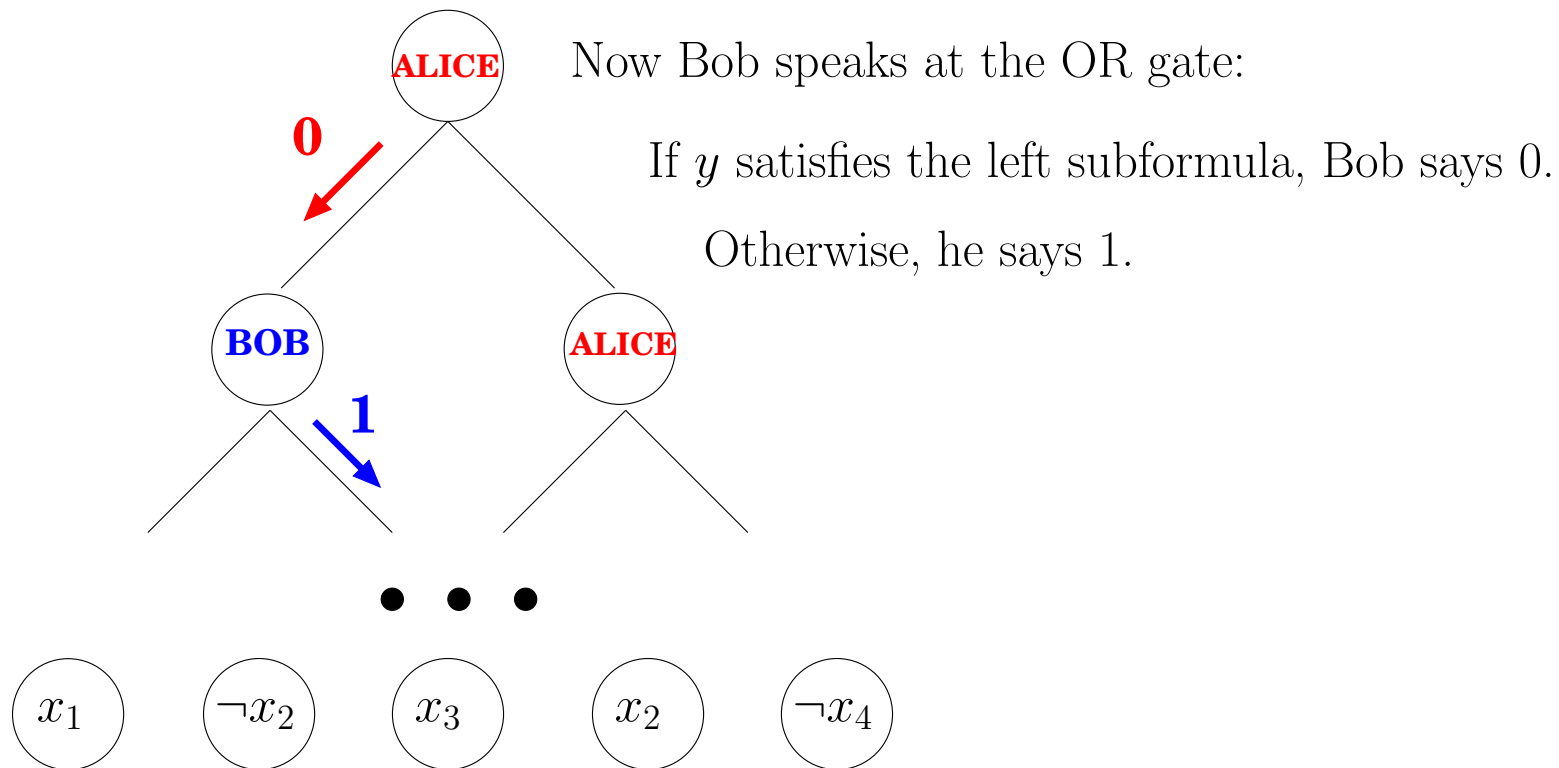 ALICE
Now Bob speaks at the OR gate:
0
If y satisfies the left subformula, Bob says 0.
Otherwise, he says 1.
BOB
ALICE
1
x₁
¬x₂
x₃
x₂
¬x₄